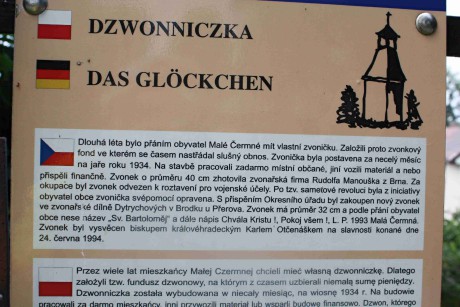 DZWONNICZKA
DAS GLÖCKCHEN
Dlouhá léta bylo přáním obyvatel Malé Čermné mít vlastní zvoničku. Založili proto zvonkový
fond ve kterém se časem nastřádal slušný obnos. Zvonička byla postavena za necelý měsíc
na jaře roku 1934. Na stavbě pracovali zadarmo místní občané, jiní vozili materiál a nebo
přispěli finančně. Zvonek o průměru 40 cm zhotovila zvonařská firma Rudolfa Manouška z Brna. Za
okupace byl zvonek odvezen k roztavení pro vojenské účely. Po tzv. sametové revoluci byla z iniciativy
obyvatel obce zvonička svépomocí opravena. S přispěním Okresního úřadu byl zakoupen nový zvonek
ve zvonařské dílně Dytrychových v Brodku u Přerova. Zvonek má průměr 32 cm a podle přání obyvatel
obce nese název „Sv. Bartoloměj" a dále nápis Chvála Kristu !, Pokoj všem !, L. P. 1993 Malá Čermná.
Zvonek byl vysvěcen biskupem královéhradeckým Karlem Otčenáškem na slavnosti konané dne
24. června 1994.
Przez wiele lat mieszkańcy Małej Czermnej chcieli mieć własną dzwonniczkę. Dlatego
założyli tzw. fundusz dzwonowy, na którym z czasem uzbierali niemałą sumę pieniędzy.
Dzwonniczka została wybudowana w niecały miesiąc, na wiosnę 1934 r. Na budowie
pracowali za darmo mieszkańcy, inni przywozili materiał lub wsparli budowę finansowo. Dzwon, którego